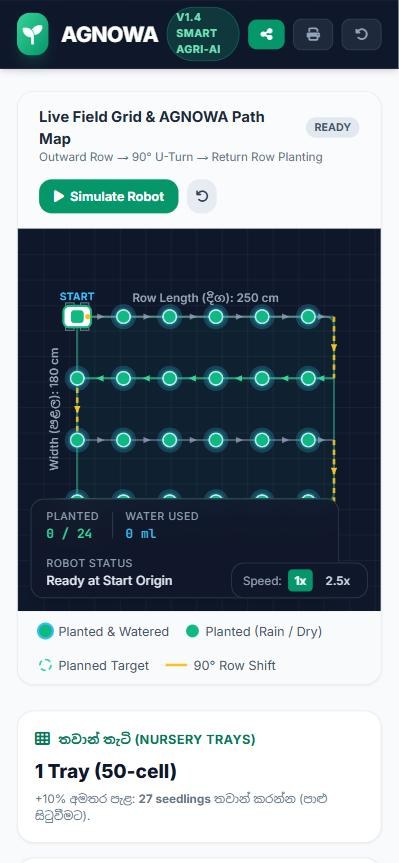 AGNOWA
V1.4
SMART
AGRI-AI
Live Field Grid & AGNOWA Path
Map
READY
Outward Row → 90° U-Turn → Return Row Planting
Simulate Robot
START
Row Length (දිග): 250 cm
Width (පළල): 180 cm
PLANTED
WATER USED
0 / 24
0 ml
ROBOT STATUS
Ready at Start Origin
Speed: 1x 2.5x
Planted & Watered
Planted (Rain / Dry)
Planned Target
90° Row Shift
තවාන් තැටි (NURSERY TRAYS)
1 Tray (50-cell)
+10% අමතර පැළ: 27 seedlings තවාන් කරන්න (පාළු
සිටුවීමට).